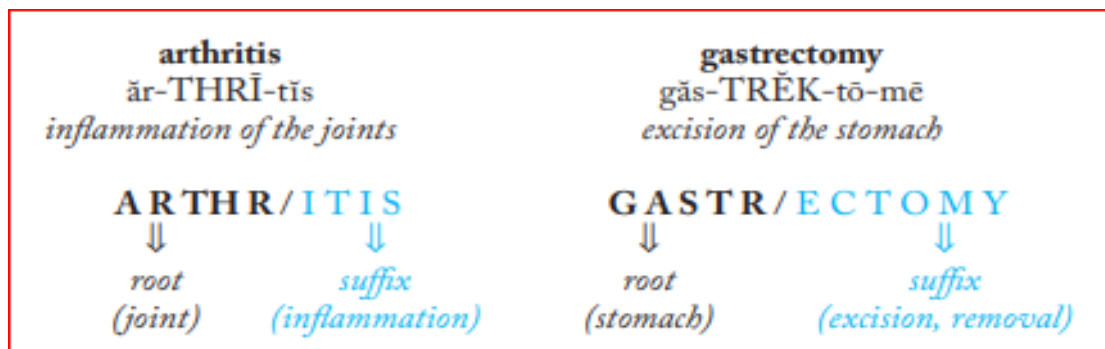 arthritis
ăr-THRĪ-tĭs
inflammation of the joints
ARTHR/ITIS
⇓ ⇓
root suffix
(joint) (inflammation)
gastrectomy
găs-TRĔK-tō-mē
excision of the stomach
GASTR/ECTOMY
⇓ ⇓
root suffix
(stomach) (excision, removal)